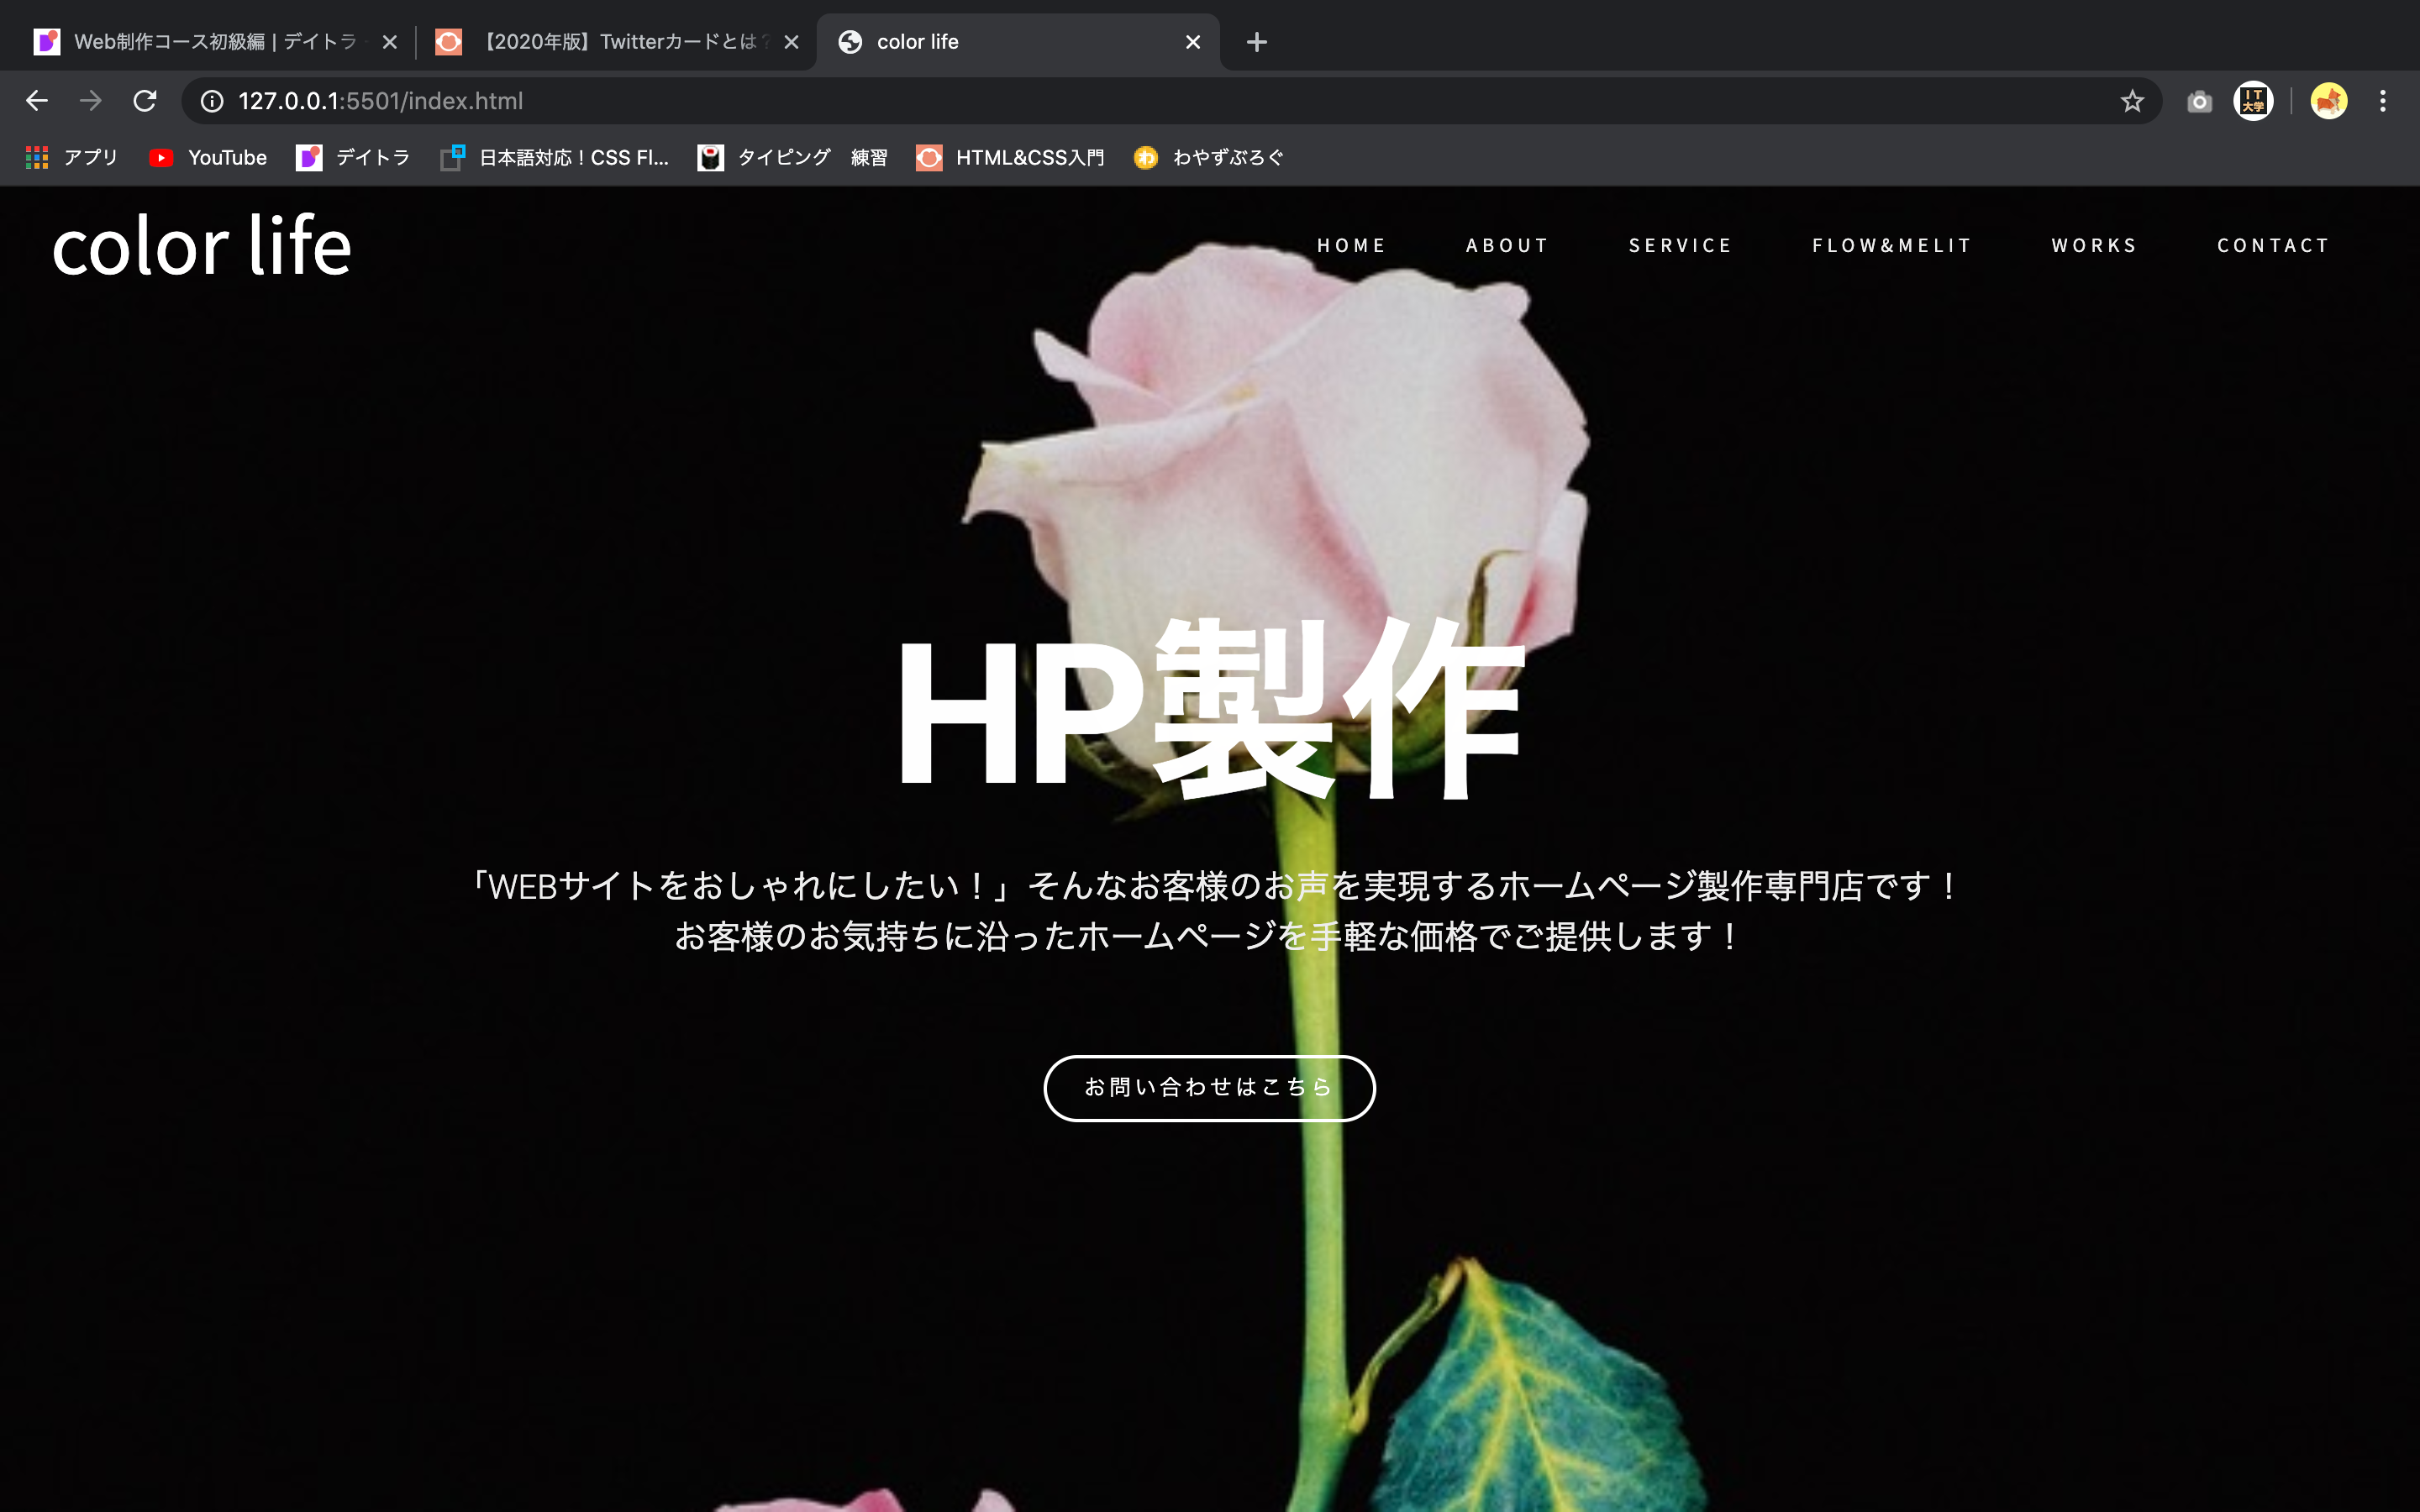 Web制作コース初級編 | デイトラ
【2020年版】Twitterカードとは？
color life
127.0.0.1:5501/index.html
IT
大学
アプリ
YouTube
デイトラ
日本語対応！CSS Fl...
タイピング 練習
HTML&CSS入門
わ
わやずぶろぐ
color life
HOME
ABOUT
SERVICE
FLOW&MELIT
WORKS
CONTACT
HP製作
「WEBサイトをおしゃれにしたい！」そんなお客様のお声を実現するホームページ製作専門店です！
お客様のお気持ちに沿ったホームページを手軽な価格でご提供します！
お問い合わせはこちら